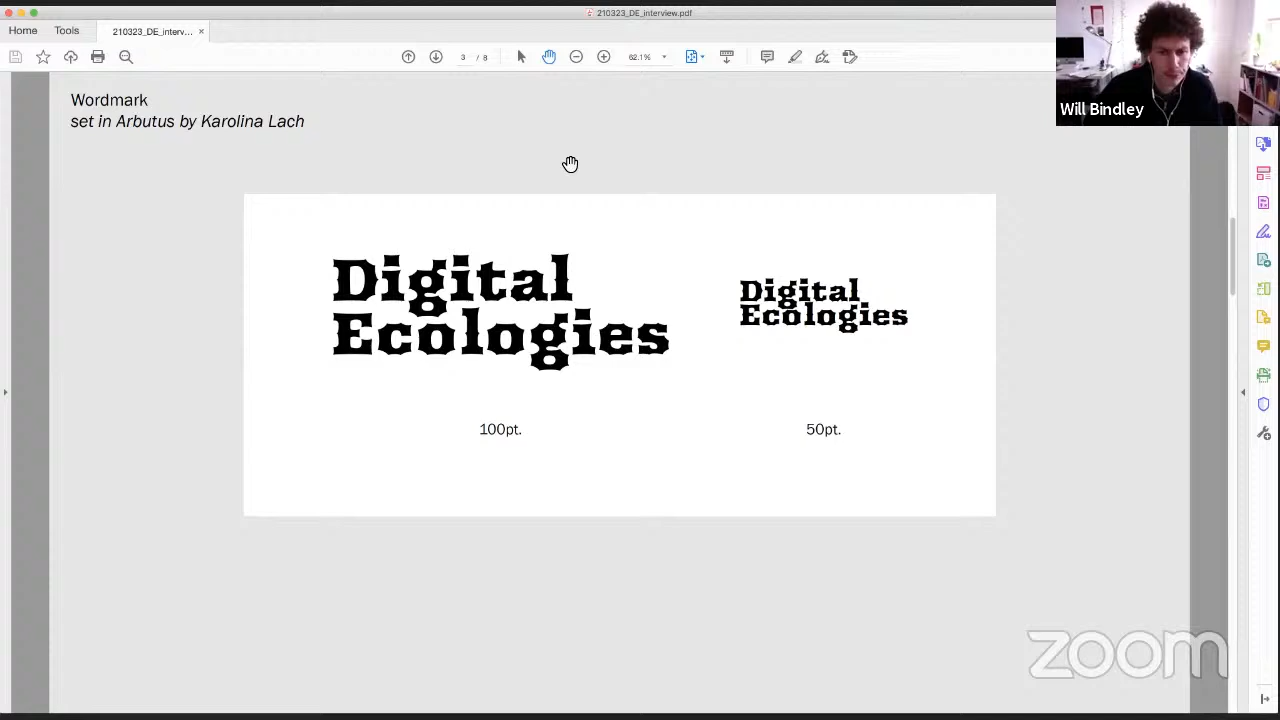 210323_DE_interview.pdf
Home
Tools
210323_DE_interv...
3 / 8
62.1%
Will Bindley
Wordmark
set in Arbutus by Karolina Lach
Digital
Ecologies
Digital
Ecologies
100pt.
50pt.
zoom